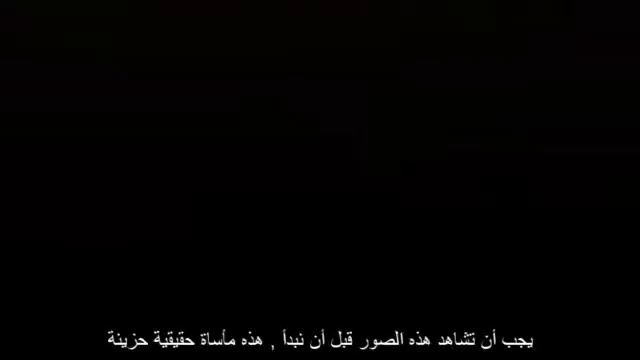 يجب أن تشاهد هذه الصور قبل أن نبدأ , هذه مأساة حقيقية حزينة